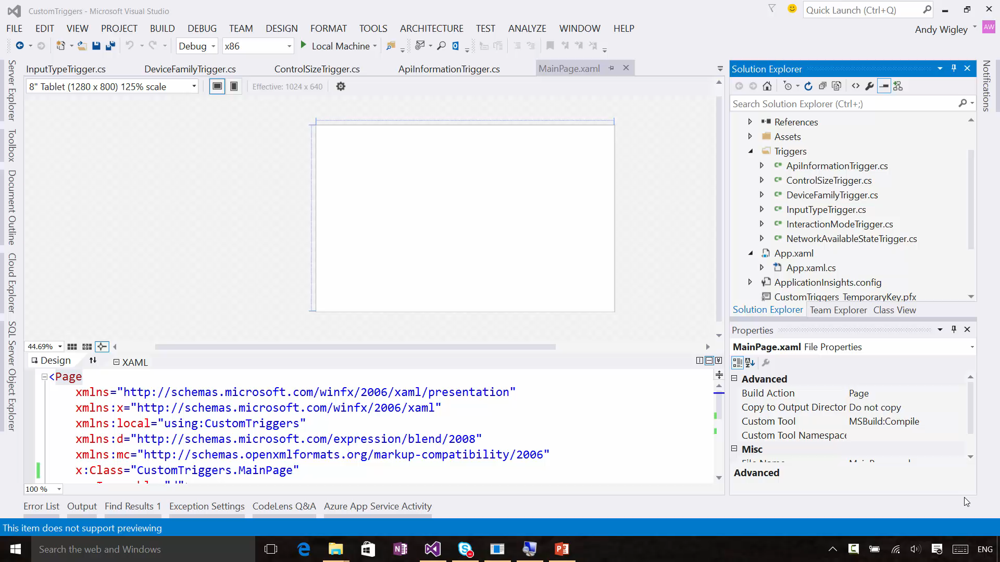 CustomTriggers - Microsoft Visual Studio
Quick Launch (Ctrl+Q)
FILE EDIT VIEW PROJECT BUILD DEBUG TEAM DESIGN FORMAT TOOLS ARCHITECTURE TEST ANALYZE WINDOW HELP
Andy Wigley AW
Debug x86 Local Machine
InputTypeTrigger.cs DeviceFamilyTrigger.cs ControlSizeTrigger.cs ApiInformationTrigger.cs MainPage.xaml
8" Tablet (1280 x 800) 125% scale
Effective: 1024 x 640
Server Explorer
Toolbox
Document Outline
Cloud Explorer
SQL Server Object Explorer
44.69%
Design XAML
<Page
xmlns="http://schemas.microsoft.com/winfx/2006/xaml/presentation"
xmlns:x="http://schemas.microsoft.com/winfx/2006/xaml"
xmlns:local="using:CustomTriggers"
xmlns:d="http://schemas.microsoft.com/expression/blend/2008"
xmlns:mc="http://schemas.openxmlformats.org/markup-compatibility/2006"
x:Class="CustomTriggers.MainPage"
100 %
Solution Explorer
Search Solution Explorer (Ctrl+;)
References
Assets
Triggers
C# ApiInformationTrigger.cs
C# ControlSizeTrigger.cs
C# DeviceFamilyTrigger.cs
C# InputTypeTrigger.cs
C# InteractionModeTrigger.cs
C# NetworkAvailableStateTrigger.cs
App.xaml
App.xaml.cs
ApplicationInsights.config
CustomTriggers_TemporaryKey.pfx
Solution Explorer Team Explorer Class View
Properties
MainPage.xaml File Properties
Advanced
Build Action Page
Copy to Output Director Do not copy
Custom Tool MSBuild:Compile
Custom Tool Namespace
Misc
Advanced
Notifications
Error List Output Find Results 1 Exception Settings CodeLens Q&A Azure App Service Activity
This item does not support previewing
Search the web and Windows
ENG